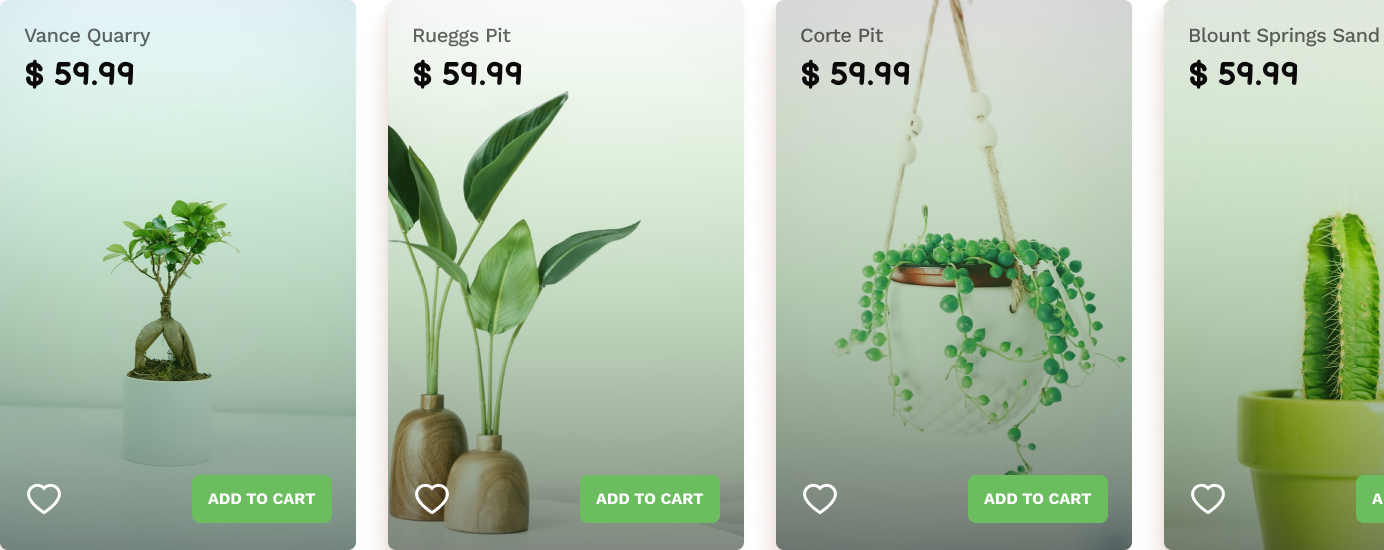 Vance Quarry
$ 59.99
ADD TO CART
Rueggs Pit
$ 59.99
ADD TO CART
Corte Pit
$ 59.99
ADD TO CART
Blount Springs Sand
$ 59.99
A